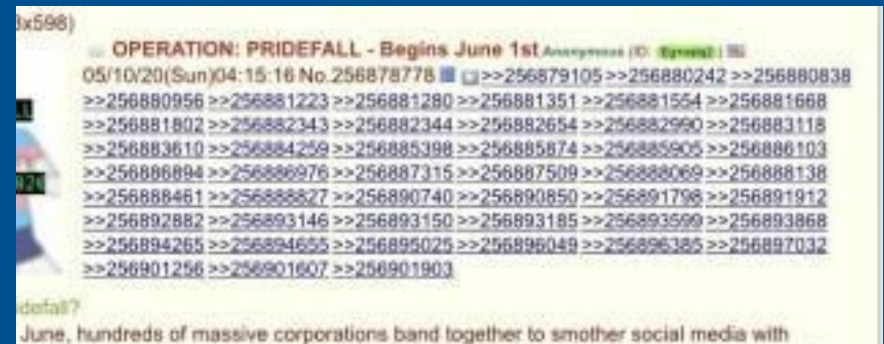 3x598)
OPERATION: PRIDEFALL - Begins June 1st Anonymous (ID:
05/10/20(Sun)04:15:16 No.256878778 >>256879105 >>256880242 >>256880838
>>256880956 >>256881223 >>256881280 >>256881351 >>256881554 >>256881668
>>256881802 >>256882343 >>256882344 >>256882654 >>256882990 >>256883118
>>256883610 >>256884259 >>256885398 >>256885874 >>256885905 >>256886103
>>256886894 >>256886976 >>256887315 >>256887509 >>256888069 >>256888138
>>256888461 >>256888827 >>256890740 >>256890850 >>256891798 >>256891912
>>256892882 >>256893146 >>256893150 >>256893185 >>256893599 >>256893868
>>256894265 >>256894655 >>256895025 >>256896049 >>256896385 >>256897032
>>256901256 >>256901607 >>256901903
idefall?
June, hundreds of massive corporations band together to smother social media with